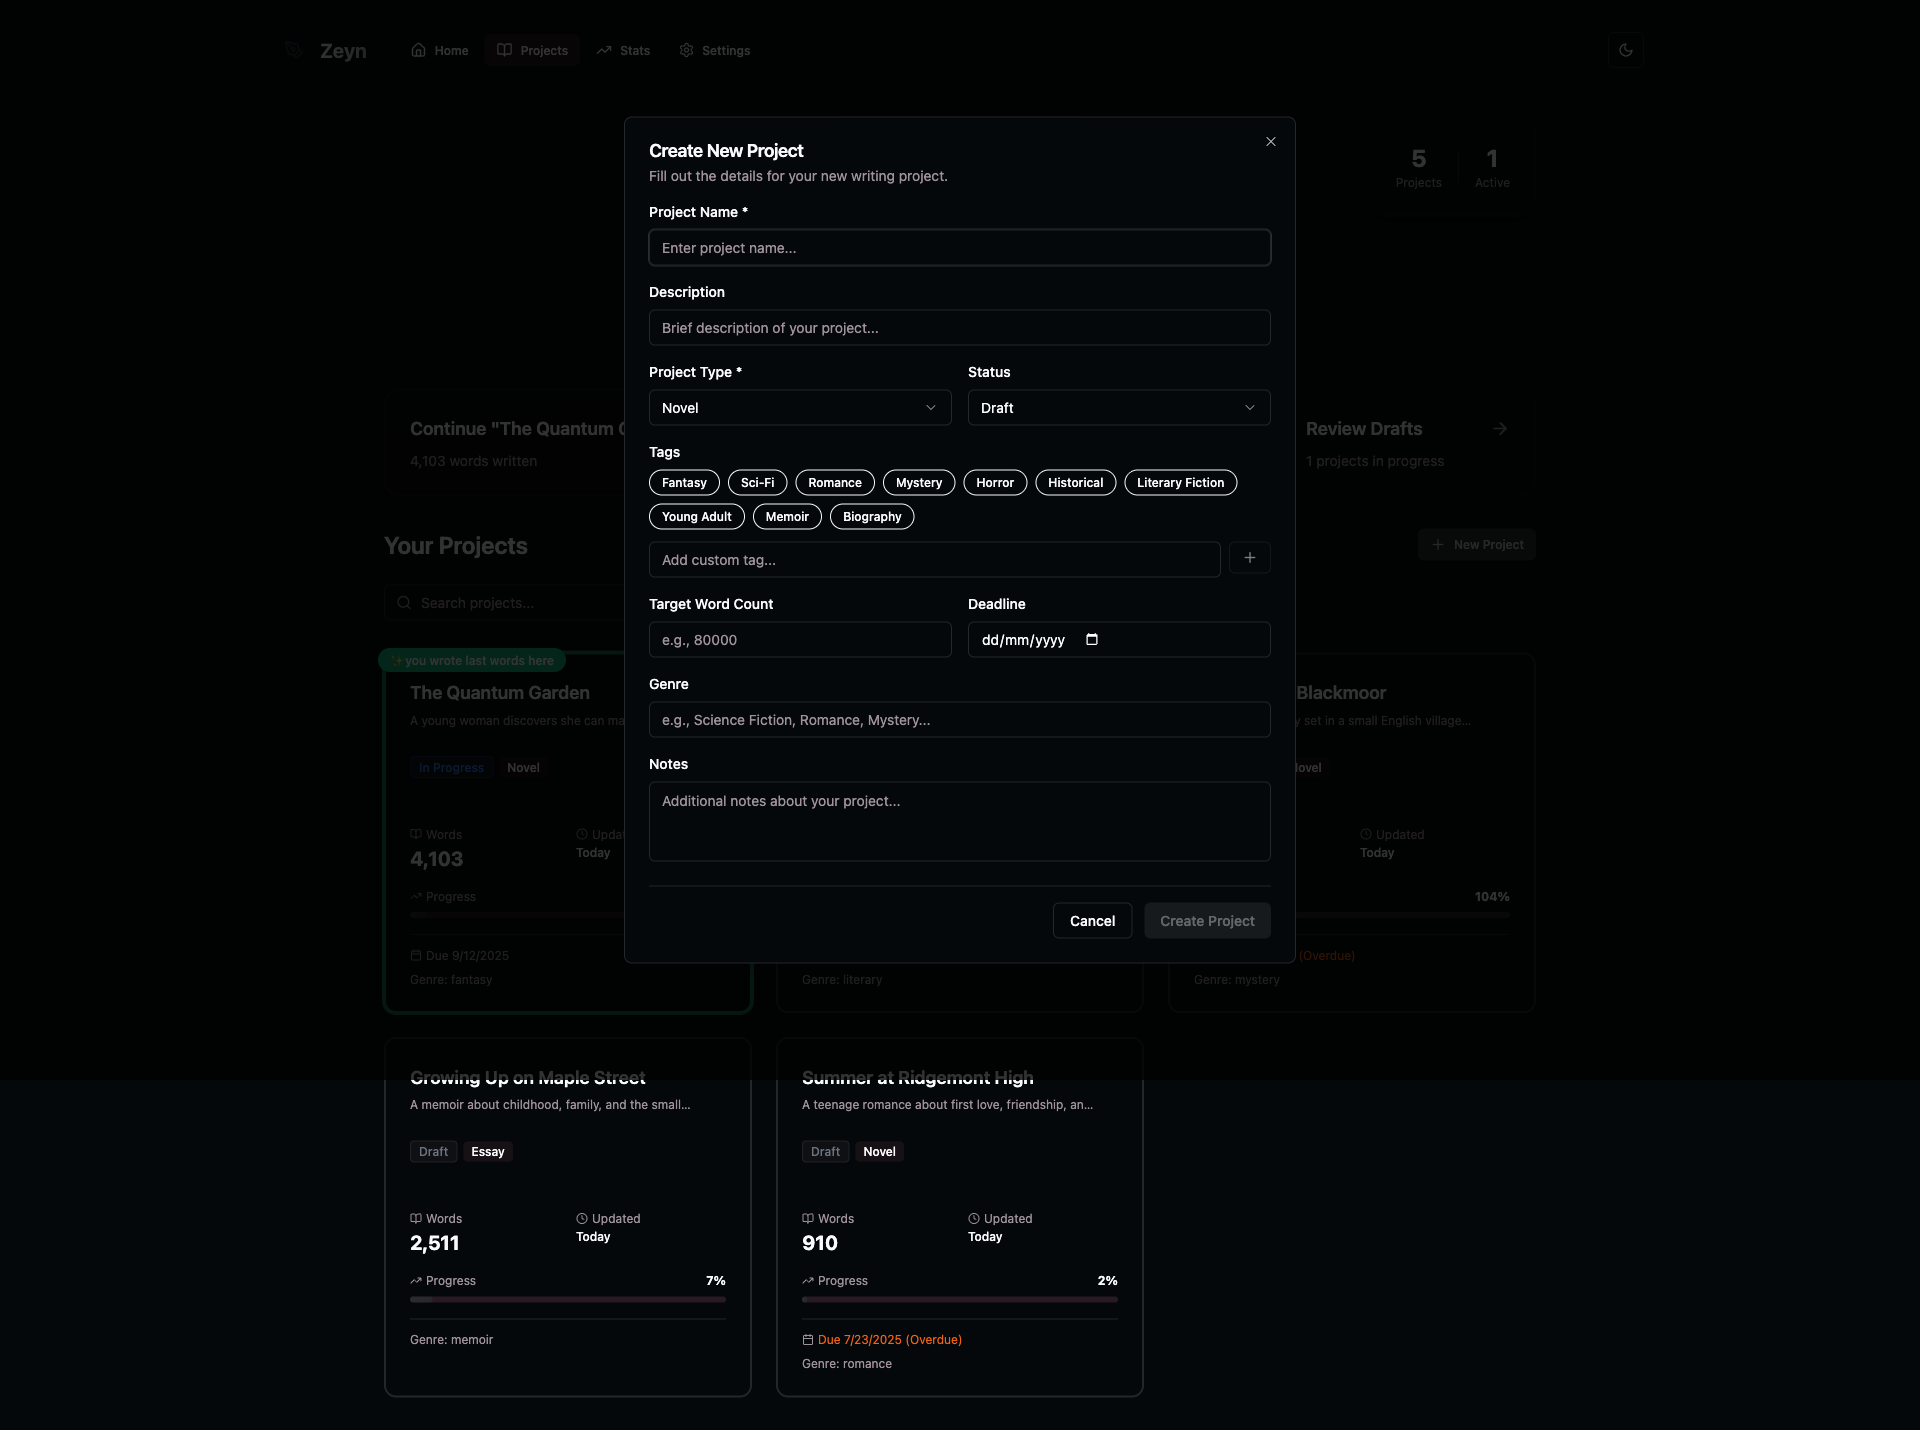 Zeyn
Home
Projects
Stats
Settings
5
Projects
1
Active
Create New Project
Fill out the details for your new writing project.
Project Name *
Enter project name...
Description
Brief description of your project...
Project Type *
Status
Novel
Draft
Tags
Fantasy
Sci-Fi
Romance
Mystery
Horror
Historical
Literary Fiction
Young Adult
Memoir
Biography
Add custom tag...
Target Word Count
Deadline
e.g., 80000
dd/mm/yyyy
Genre
e.g., Science Fiction, Romance, Mystery...
Notes
Additional notes about your project...
Cancel
Create Project
Continue "The Quantum
4,103 words written
Review Drafts
1 projects in progress
Your Projects
New Project
Search projects...
you wrote last words here
The Quantum Garden
A young woman discovers she can
In Progress
Novel
Words
4,103
Today
Progress
Due 9/12/2025
Genre: fantasy
Genre: literary
Blackmoor
set in a small English village...
Updated
Today
104%
(Overdue)
Genre: mystery
Growing Up on Maple Street
A memoir about childhood, family, and the small...
Draft
Essay
Words
2,511
Updated
Today
Progress
7%
Genre: memoir
Summer at Ridgemont High
A teenage romance about first love, friendship, an...
Draft
Novel
Words
910
Updated
Today
Progress
2%
Due 7/23/2025 (Overdue)
Genre: romance